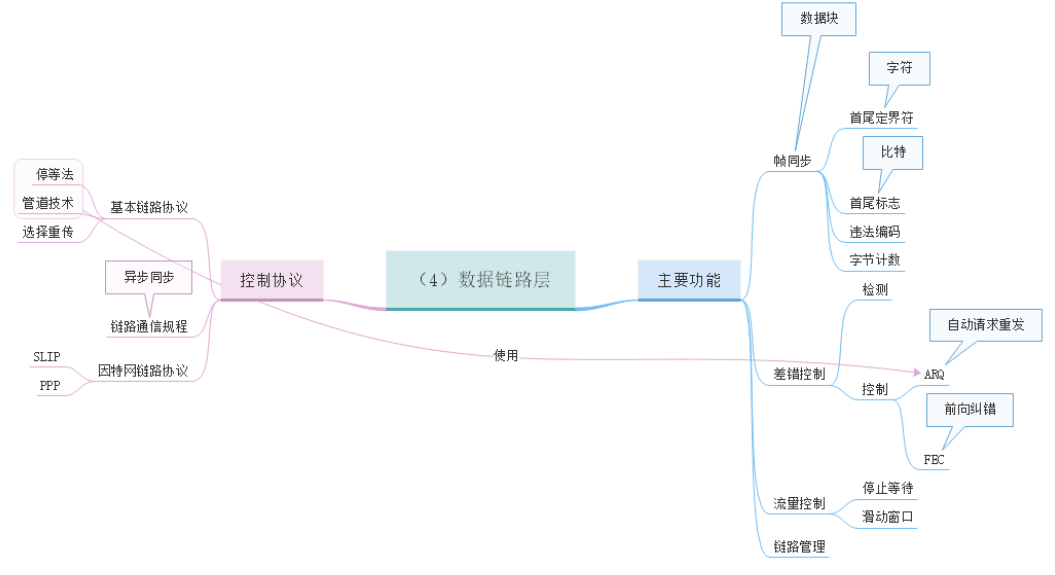 数据块
字符
首尾定界符
比特
帧同步
停等法
管道技术
基本链路协议
首尾标志
选择重传
违法编码
字节计数
异步同步
控制协议
（4）数据链路层
主要功能
检测
链路通信规程
自动请求重发
SLIP
使用
因特网链路协议
差错控制
ARQ
PPP
控制
前向纠错
FEC
停止等待
流量控制
滑动窗口
链路管理